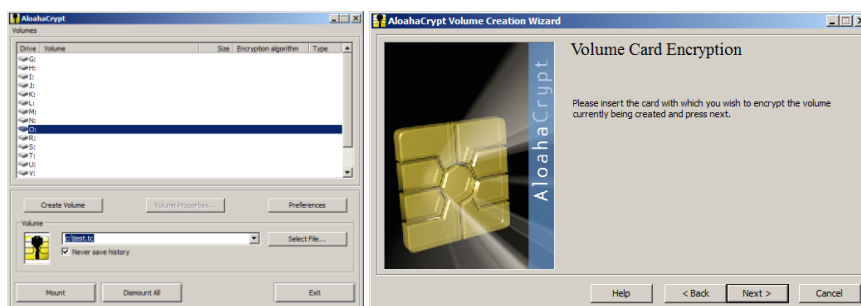 AloahaCrypt
Volumes
Drive Volume Size Encryption algorithm Type
G:
H:
I:
J:
K:
L:
M:
N:
O:
R:
S:
T:
U:
V:
Create Volume Volume Properties... Preferences
Volume
c:\test.tc Select File...
Never save history
Mount Dismount All Exit
AloahaCrypt Volume Creation Wizard
AloahaCrypt
Volume Card Encryption
Please insert the card with which you wish to encrypt the volume
currently being created and press next.
Help < Back Next > Cancel